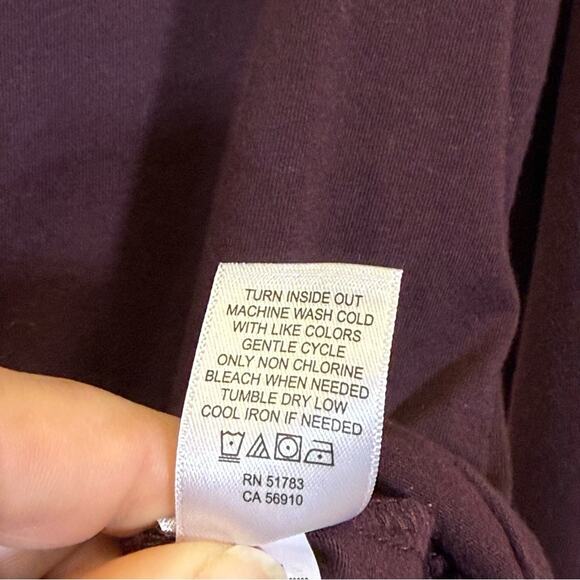 TURN INSIDE OUT
MACHINE WASH COLD
WITH LIKE COLORS
GENTLE CYCLE
ONLY NON CHLORINE
BLEACH WHEN NEEDED
TUMBLE DRY LOW
COOL IRON IF NEEDED
RN 51783
CA 56910